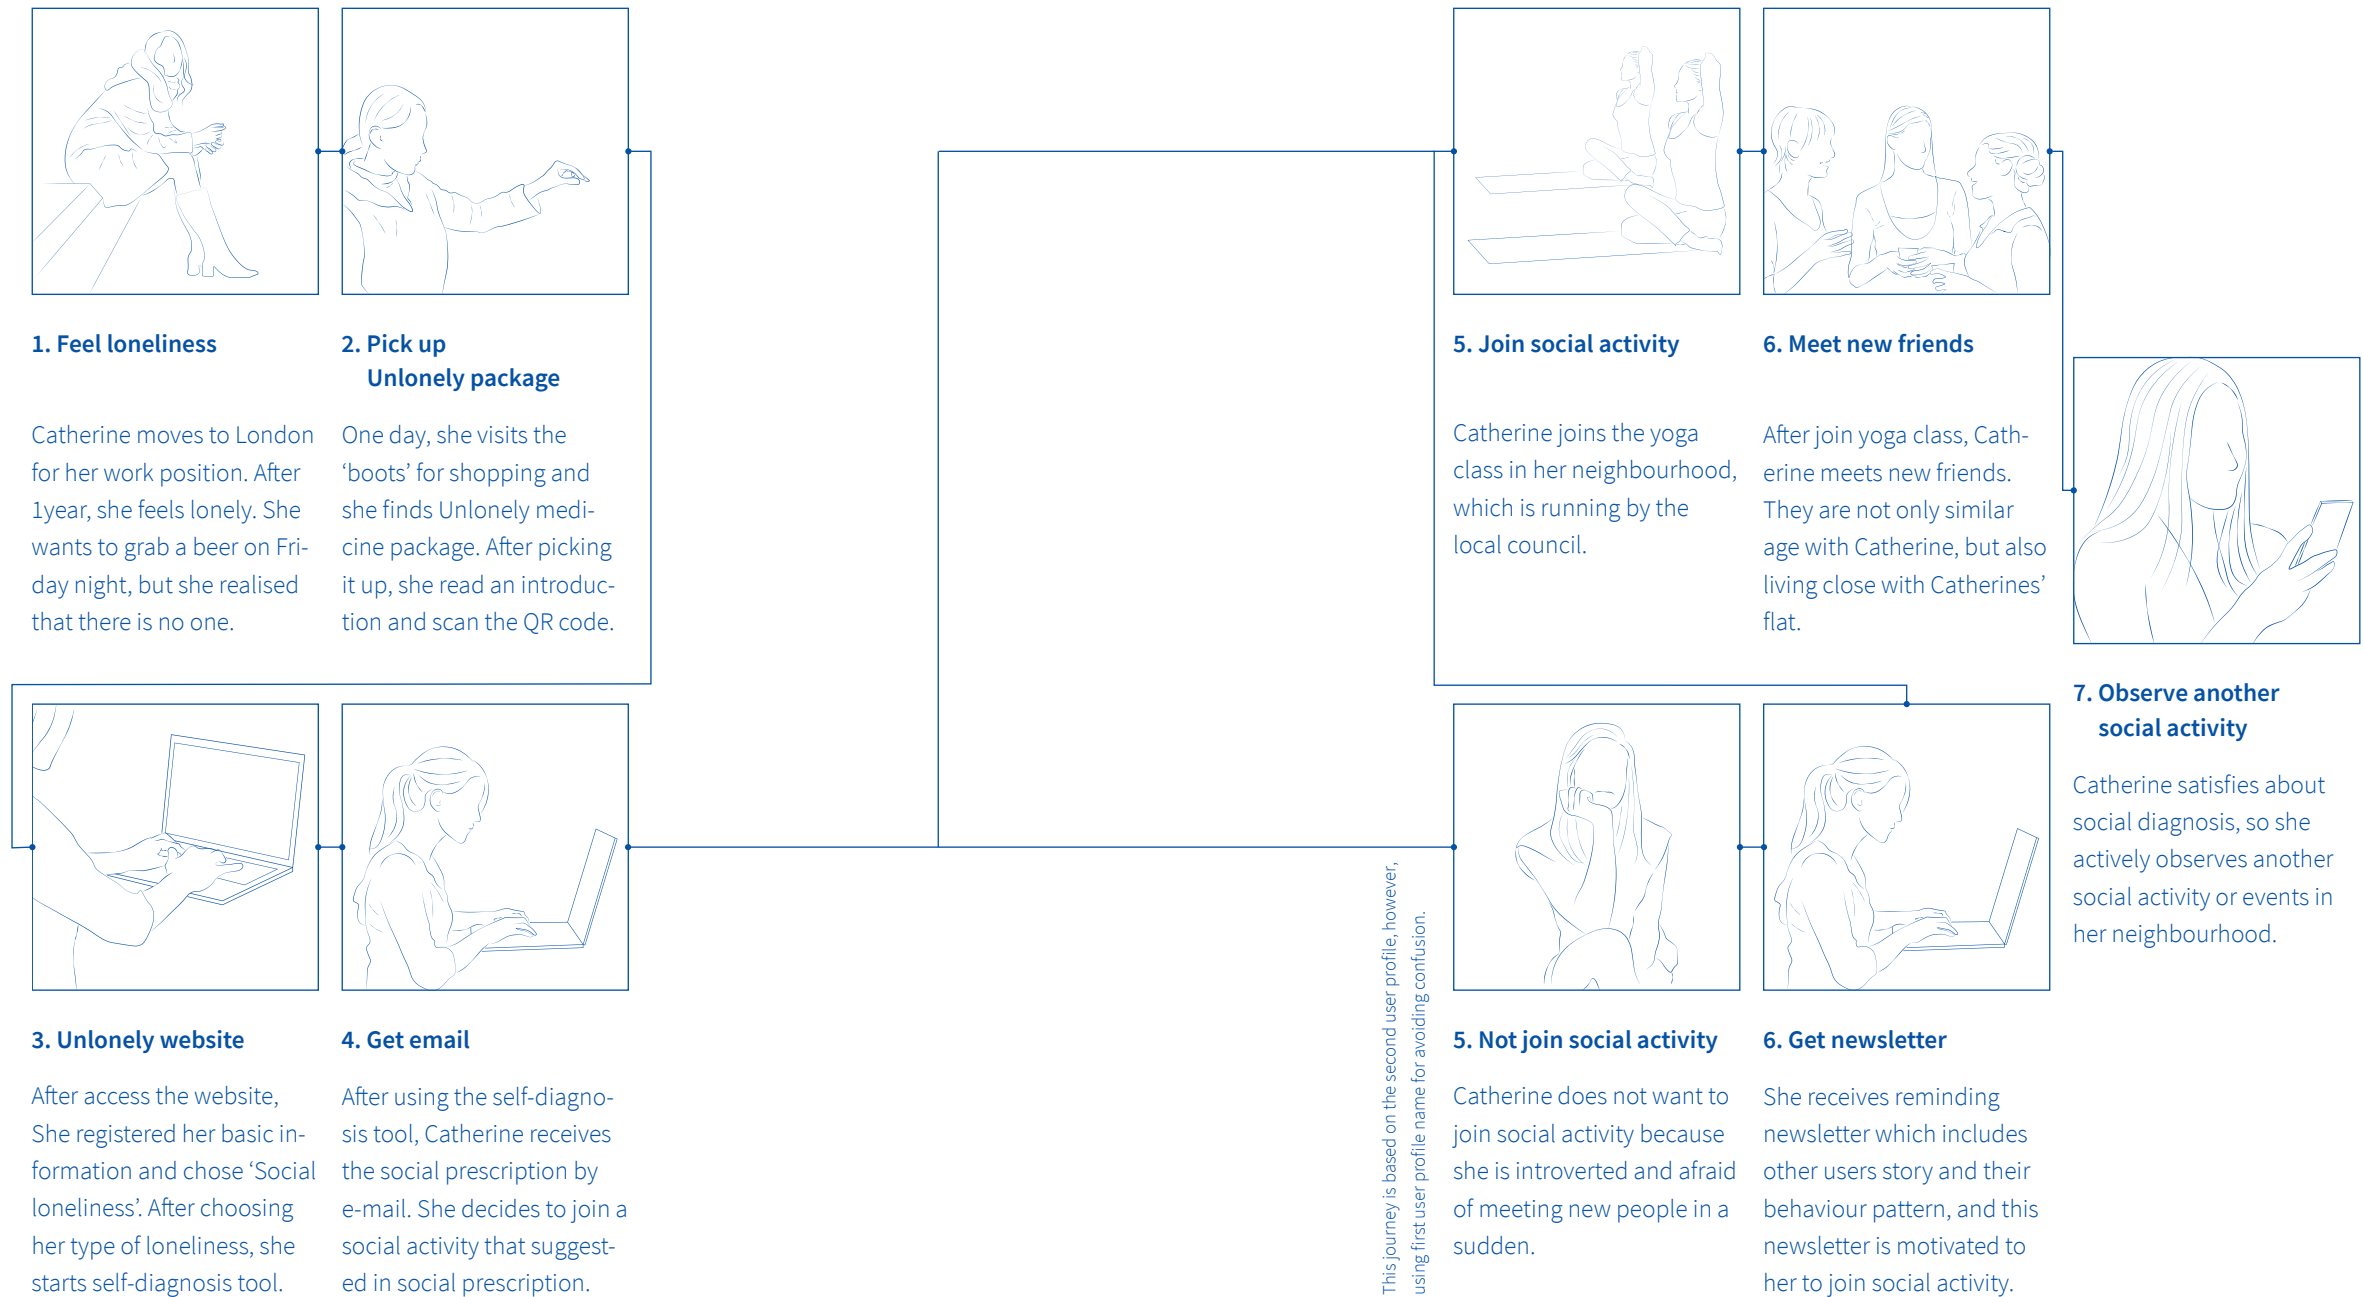 1. Feel loneliness
Catherine moves to London
for her work position. After
1year, she feels lonely. She
wants to grab a beer on Fri-
day night, but she realised
that there is no one.
2. Pick up
Unlonely package
One day, she visits the
‘boots’ for shopping and
she finds Unlonely medi-
cine package. After picking
it up, she read an introduc-
tion and scan the QR code.
3. Unlonely website
After access the website,
She registered her basic in-
formation and chose ‘Social
loneliness’. After choosing
her type of loneliness, she
starts self-diagnosis tool.
4. Get email
After using the self-diagno-
sis tool, Catherine receives
the social prescription by
e-mail. She decides to join a
social activity that suggest-
ed in social prescription.
5. Join social activity
Catherine joins the yoga
class in her neighbourhood,
which is running by the
local council.
6. Meet new friends
After join yoga class, Cath-
erine meets new friends.
They are not only similar
age with Catherine, but also
living close with Catherines’
flat.
7. Observe another
social activity
Catherine satisfies about
social diagnosis, so she
actively observes another
social activity or events in
her neighbourhood.
This journey is based on the second user profile, however,
using first user profile name for avoiding confusion.
5. Not join social activity
Catherine does not want to
join social activity because
she is introverted and afraid
of meeting new people in a
sudden.
6. Get newsletter
She receives reminding
newsletter which includes
other users story and their
behaviour pattern, and this
newsletter is motivated to
her to join social activity.